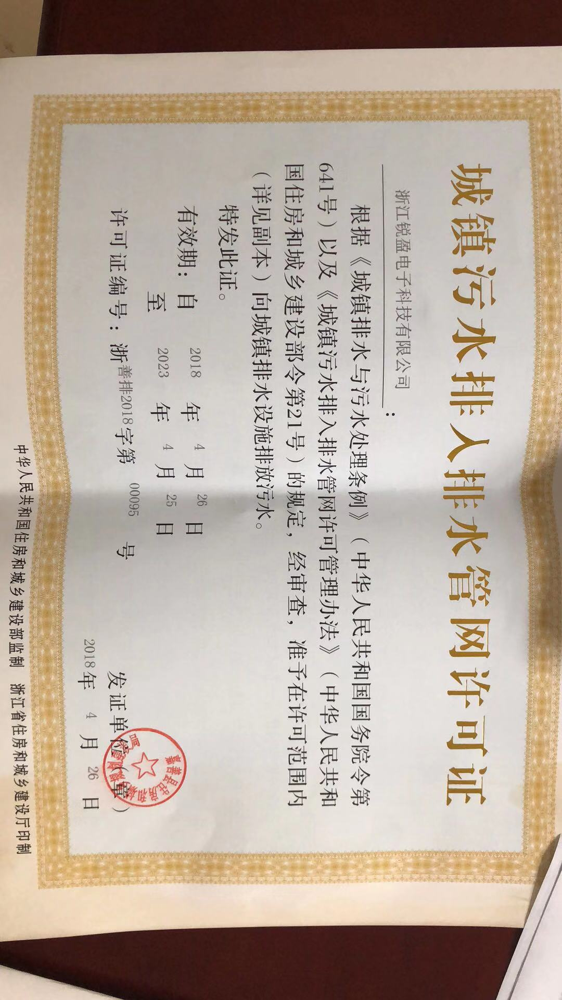 城镇污水排入排水管网许可证
浙江锐盈电子科技有限公司：
根据《城镇排水与污水处理条例》（中华人民共和国国务院令第
641号）以及《城镇污水排入排水管网许可管理办法》（中华人民共和
国住房和城乡建设部令第21号）的规定，经审查，准予在许可范围内
（详见副本）向城镇排水设施排放污水。
特发此证。
有效期：自 2018 年 4 月 26 日
至 2023 年 4 月 25 日
许可证编号：浙善排2018字第 00095 号
发证单位（章）
嘉善县住房和城乡规划建设局
2018年 4 月 26 日
中华人民共和国住房和城乡建设部监制 浙江省住房和城乡建设厅印制